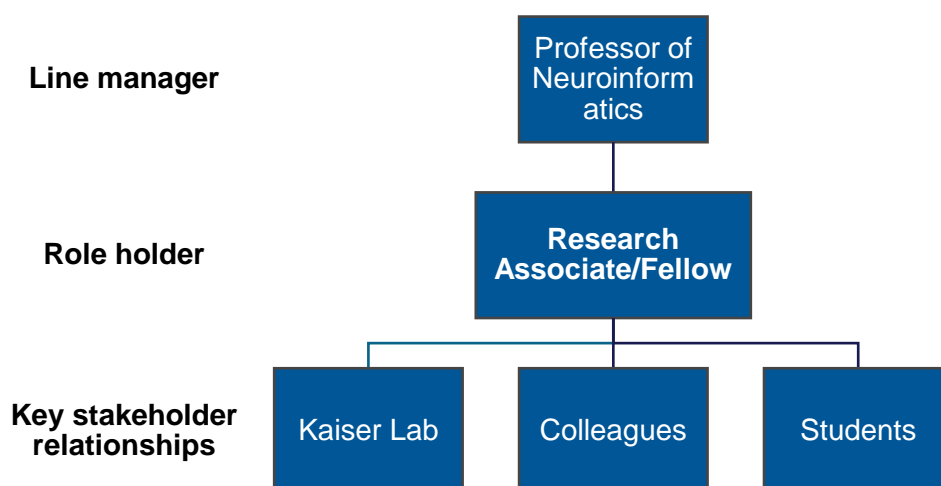 Line manager
Professor of
Neuroinform
atics
Role holder
Research
Associate/Fellow
Key stakeholder
relationships
Kaiser Lab
Colleagues
Students